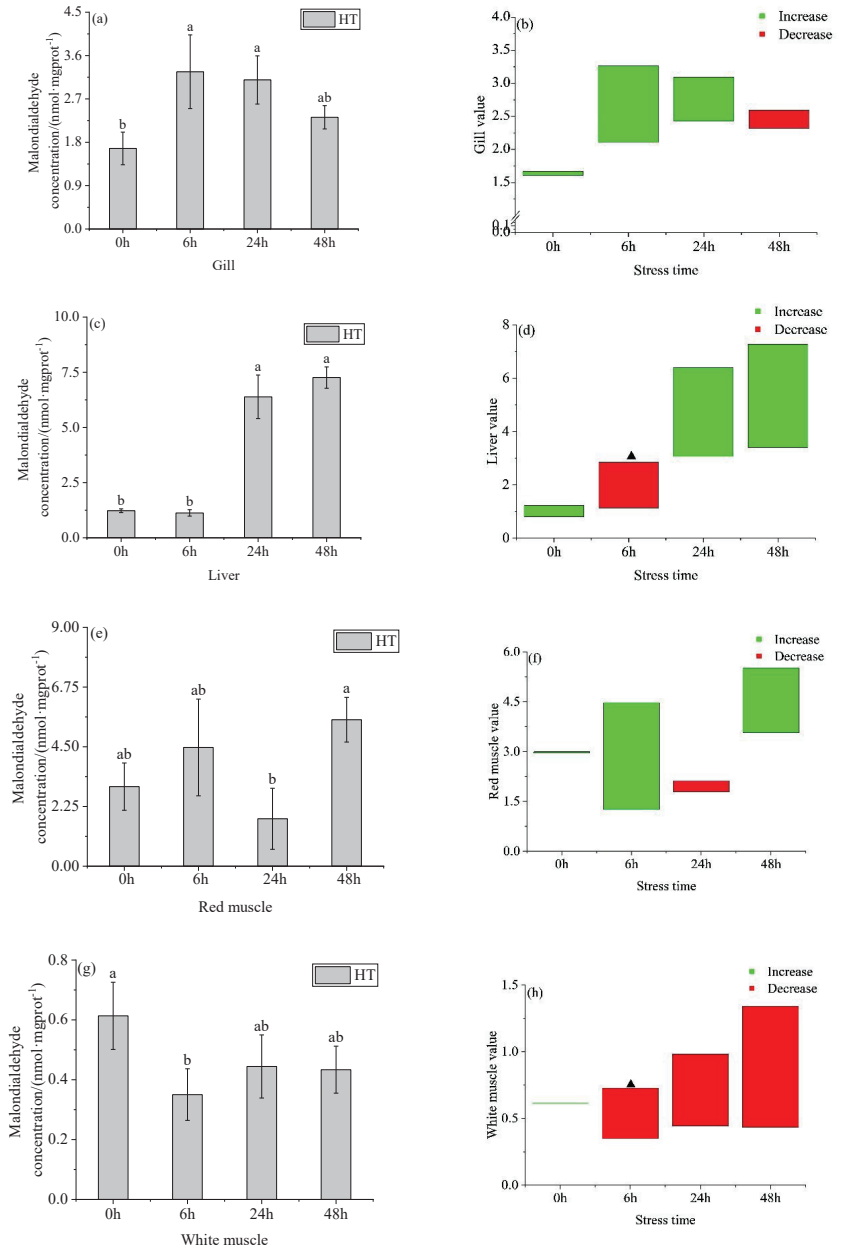 (a)
HT
Malondialdehyde
concentration/(nmol·mgprot⁻¹)
4.5
3.6
2.7
1.8
0.9
0.0
b
a
a
ab
0h
6h
24h
48h
Gill
(b)
Increase
Decrease
Gill value
4.0
3.5
3.0
2.5
2.0
1.5
0.1
0.0
0h
6h
24h
48h
Stress time
(c)
HT
Malondialdehyde
concentration/(nmol·mgprot⁻¹)
10.0
7.5
5.0
2.5
0.0
b
b
a
a
0h
6h
24h
48h
Liver
(d)
Increase
Decrease
Liver value
8
6
4
2
0
▲
0h
6h
24h
48h
Stress time
(e)
HT
Malondialdehyde
concentration/(nmol·mgprot⁻¹)
9.00
6.75
4.50
2.25
0.00
ab
ab
b
a
0h
6h
24h
48h
Red muscle
(f)
Increase
Decrease
Red muscle value
6.0
4.5
3.0
1.5
0.0
0h
6h
24h
48h
Stress time
(g)
HT
Malondialdehyde
concentration/(nmol·mgprot⁻¹)
0.8
0.6
0.4
0.2
0.0
a
b
ab
ab
0h
6h
24h
48h
White muscle
(h)
Increase
Decrease
White muscle value
1.5
1.0
0.5
0.0
▲
0h
6h
24h
48h
Stress time